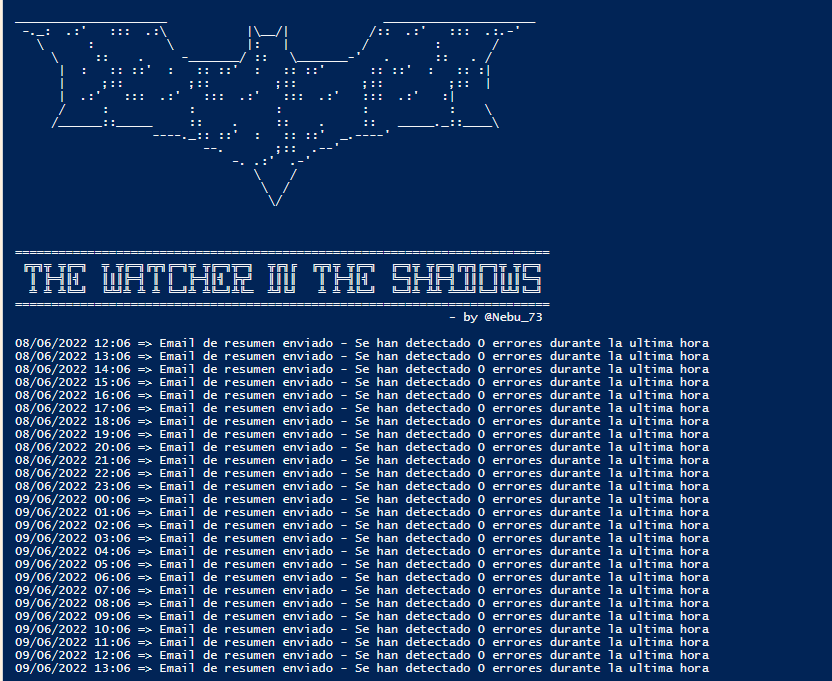 THE WATCHER IN THE SHADOWS
- by @Nebu_73
08/06/2022 12:06 => Email de resumen enviado - Se han detectado 0 errores durante la ultima hora
08/06/2022 13:06 => Email de resumen enviado - Se han detectado 0 errores durante la ultima hora
08/06/2022 14:06 => Email de resumen enviado - Se han detectado 0 errores durante la ultima hora
08/06/2022 15:06 => Email de resumen enviado - Se han detectado 0 errores durante la ultima hora
08/06/2022 16:06 => Email de resumen enviado - Se han detectado 0 errores durante la ultima hora
08/06/2022 17:06 => Email de resumen enviado - Se han detectado 0 errores durante la ultima hora
08/06/2022 18:06 => Email de resumen enviado - Se han detectado 0 errores durante la ultima hora
08/06/2022 19:06 => Email de resumen enviado - Se han detectado 0 errores durante la ultima hora
08/06/2022 20:06 => Email de resumen enviado - Se han detectado 0 errores durante la ultima hora
08/06/2022 21:06 => Email de resumen enviado - Se han detectado 0 errores durante la ultima hora
08/06/2022 22:06 => Email de resumen enviado - Se han detectado 0 errores durante la ultima hora
08/06/2022 23:06 => Email de resumen enviado - Se han detectado 0 errores durante la ultima hora
09/06/2022 00:06 => Email de resumen enviado - Se han detectado 0 errores durante la ultima hora
09/06/2022 01:06 => Email de resumen enviado - Se han detectado 0 errores durante la ultima hora
09/06/2022 02:06 => Email de resumen enviado - Se han detectado 0 errores durante la ultima hora
09/06/2022 03:06 => Email de resumen enviado - Se han detectado 0 errores durante la ultima hora
09/06/2022 04:06 => Email de resumen enviado - Se han detectado 0 errores durante la ultima hora
09/06/2022 05:06 => Email de resumen enviado - Se han detectado 0 errores durante la ultima hora
09/06/2022 06:06 => Email de resumen enviado - Se han detectado 0 errores durante la ultima hora
09/06/2022 07:06 => Email de resumen enviado - Se han detectado 0 errores durante la ultima hora
09/06/2022 08:06 => Email de resumen enviado - Se han detectado 0 errores durante la ultima hora
09/06/2022 09:06 => Email de resumen enviado - Se han detectado 0 errores durante la ultima hora
09/06/2022 10:06 => Email de resumen enviado - Se han detectado 0 errores durante la ultima hora
09/06/2022 11:06 => Email de resumen enviado - Se han detectado 0 errores durante la ultima hora
09/06/2022 12:06 => Email de resumen enviado - Se han detectado 0 errores durante la ultima hora
09/06/2022 13:06 => Email de resumen enviado - Se han detectado 0 errores durante la ultima hora